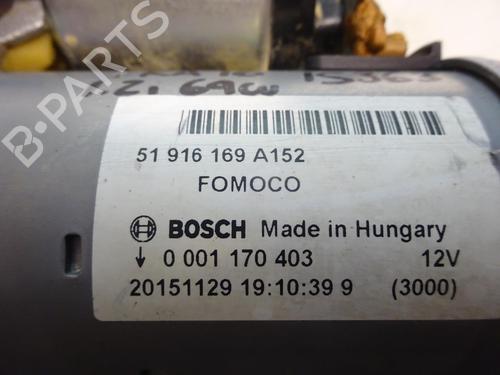 51 916 169 A152
FOMOCO
BOSCH Made in Hungary
0 001 170 403 12V
20151129 19:10:39 9 (3000)